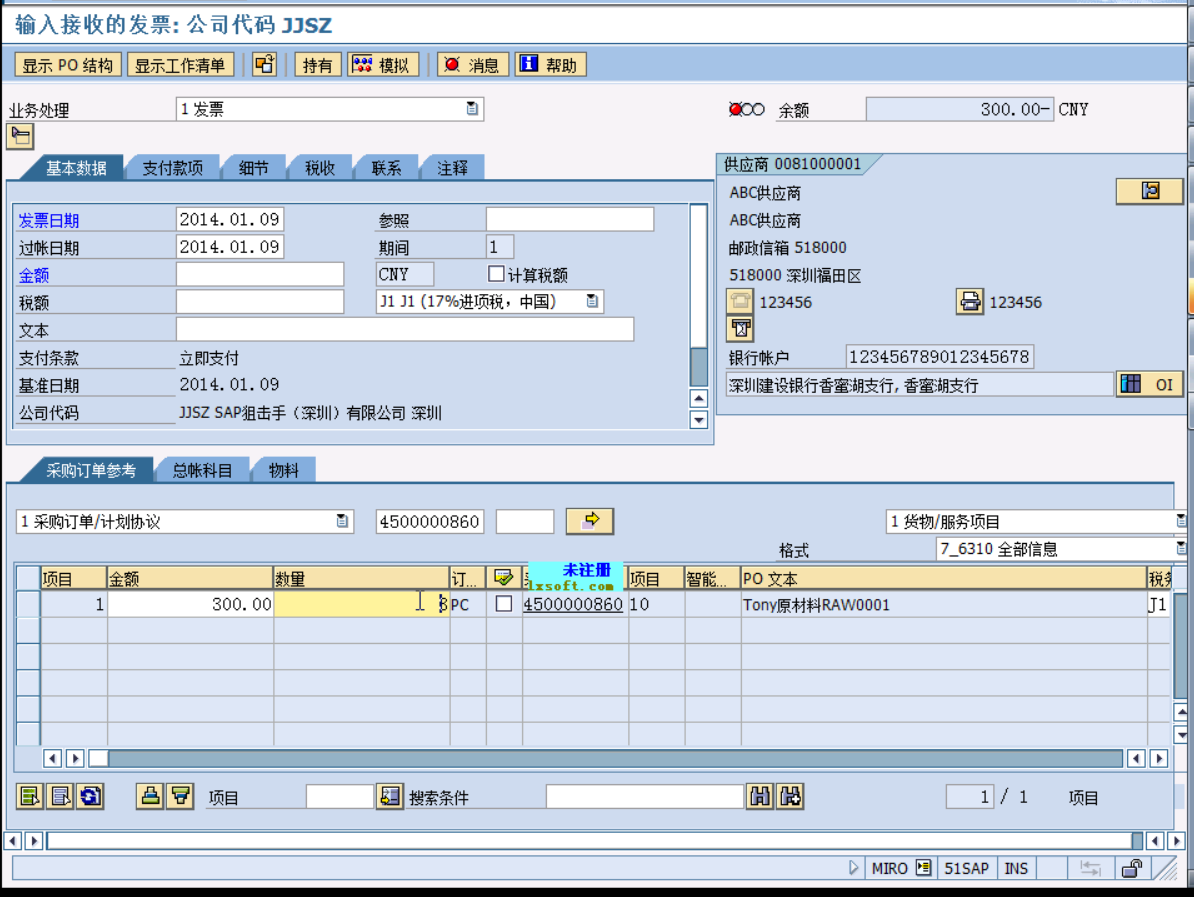 输入接收的发票: 公司代码 JJSZ
显示 PO 结构 显示工作清单 持有 模拟 消息 帮助
业务处理 1 发票 余额 300.00- CNY
基本数据 支付款项 细节 税收 联系 注释
供应商 0081000001
ABC供应商
ABC供应商
邮政信箱 518000
518000 深圳福田区
123456 123456
银行帐户 123456789012345678
深圳建设银行香蜜湖支行, 香蜜湖支行 OI
发票日期 2014.01.09 参照
过帐日期 2014.01.09 期间 1
金额 CNY 计算税额
税额 J1 J1 (17%进项税，中国)
文本
支付条款 立即支付
基准日期 2014.01.09
公司代码 JJSZ SAP狙击手（深圳）有限公司 深圳
采购订单参考 总帐科目 物料
1 采购订单/计划协议 4500000860 1 货物/服务项目
格式 7_6310 全部信息
未注册
lxsoft.com
项目 金额 数量 订... 项目 智能... PO 文本 税务
1 300.00 3 PC 4500000860 10 Tony原材料RAW0001 J1
项目 搜索条件 1 / 1 项目
MIRO 51SAP INS